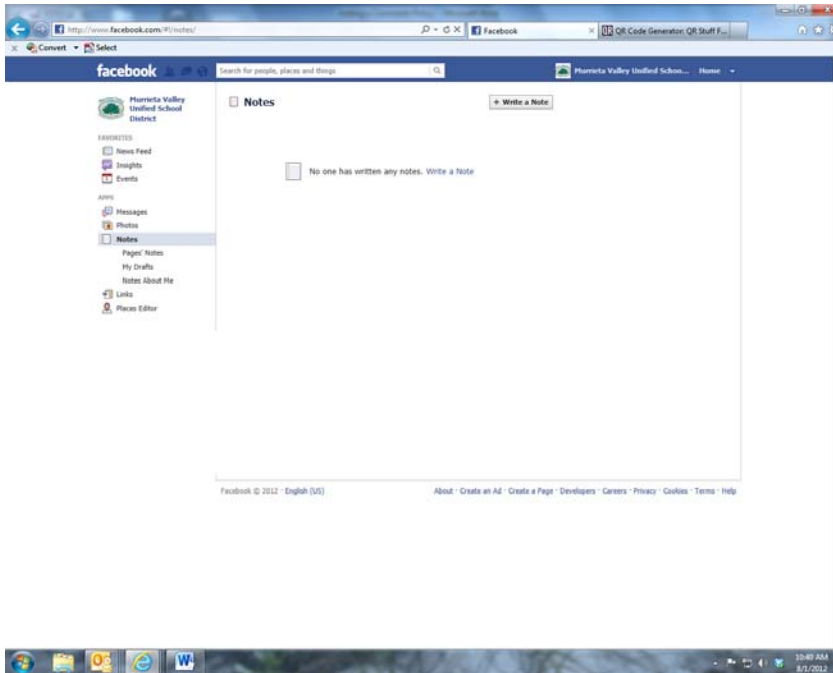 http://www.facebook.com/#!/notes/
Facebook
QR Code Generator: QR Stuff F...
x Convert Select
facebook
Search for people, places and things
Murrieta Valley Unified Schoo... Home
Murrieta Valley
Unified School
District
FAVORITES
News Feed
Insights
Events
APPS
Messages
Photos
Notes
Pages' Notes
My Drafts
Notes About Me
Links
Places Editor
Notes
+ Write a Note
No one has written any notes. Write a Note
Facebook © 2012 · English (US)
About · Create an Ad · Create a Page · Developers · Careers · Privacy · Cookies · Terms · Help
10:40 AM
8/1/2012